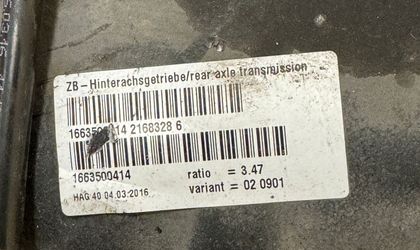 ZB – Hinterachsgetriebe/rear axle transmission
2168328 6
1663500414
ratio = 3.47
HAG 40 04.03.2016
variant = 02 0901